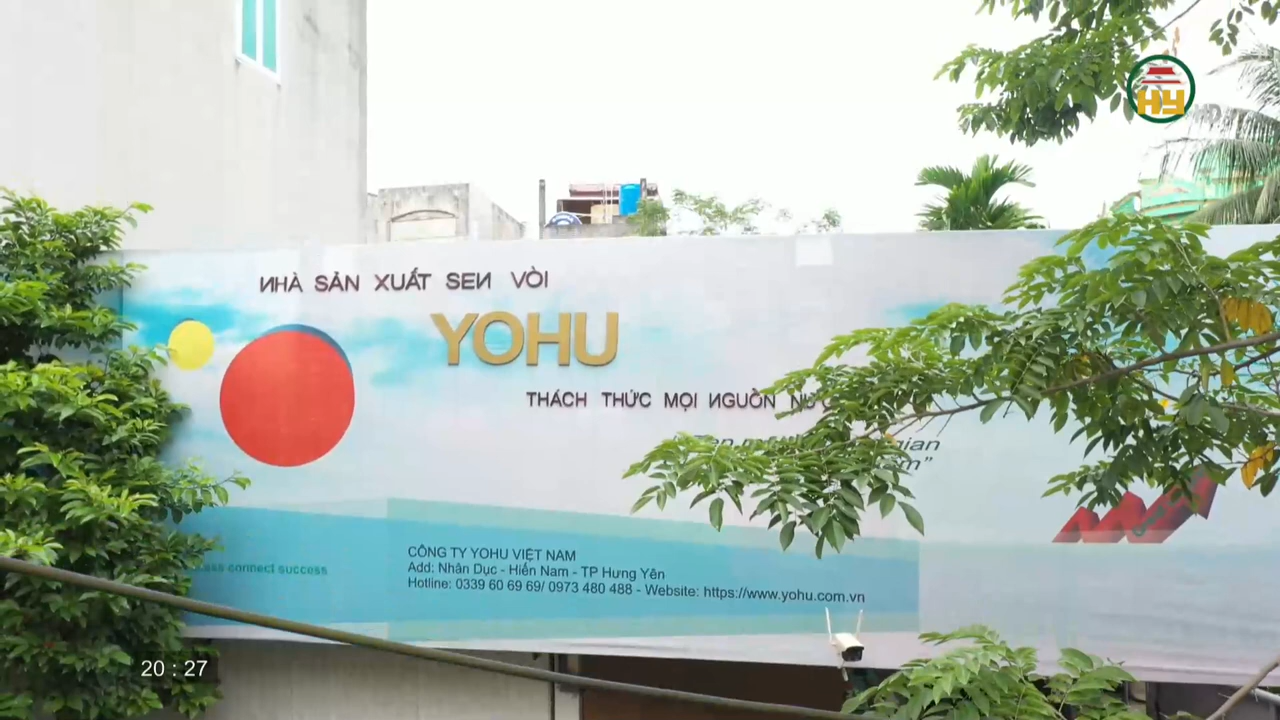 HY HD
NHÀ SẢN XUẤT SEN VÒI
YOHU
THÁCH THỨC MỌI NGUỒN
gian
connect success
CÔNG TY YOHU VIỆT NAM
Add: Nhân Dục - Hiến Nam - TP Hưng Yên
Hotline: 0339 60 69 69/ 0973 480 488 - Website: https://www.yohu.com.vn
20 : 27